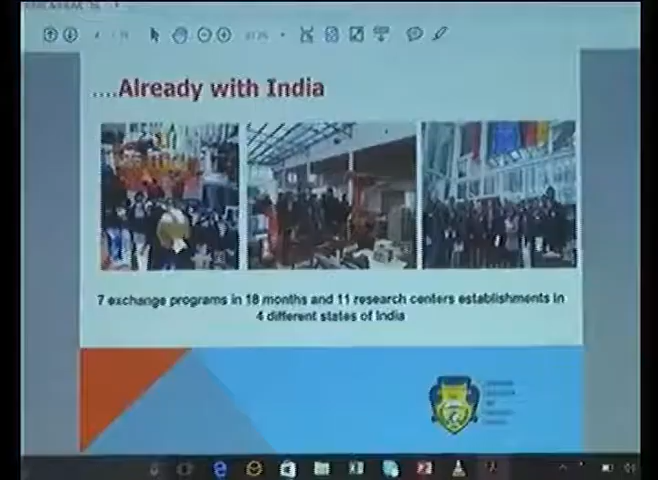 ....Already with India
7 exchange programs in 18 months and 11 research centers establishments in
4 different states of India